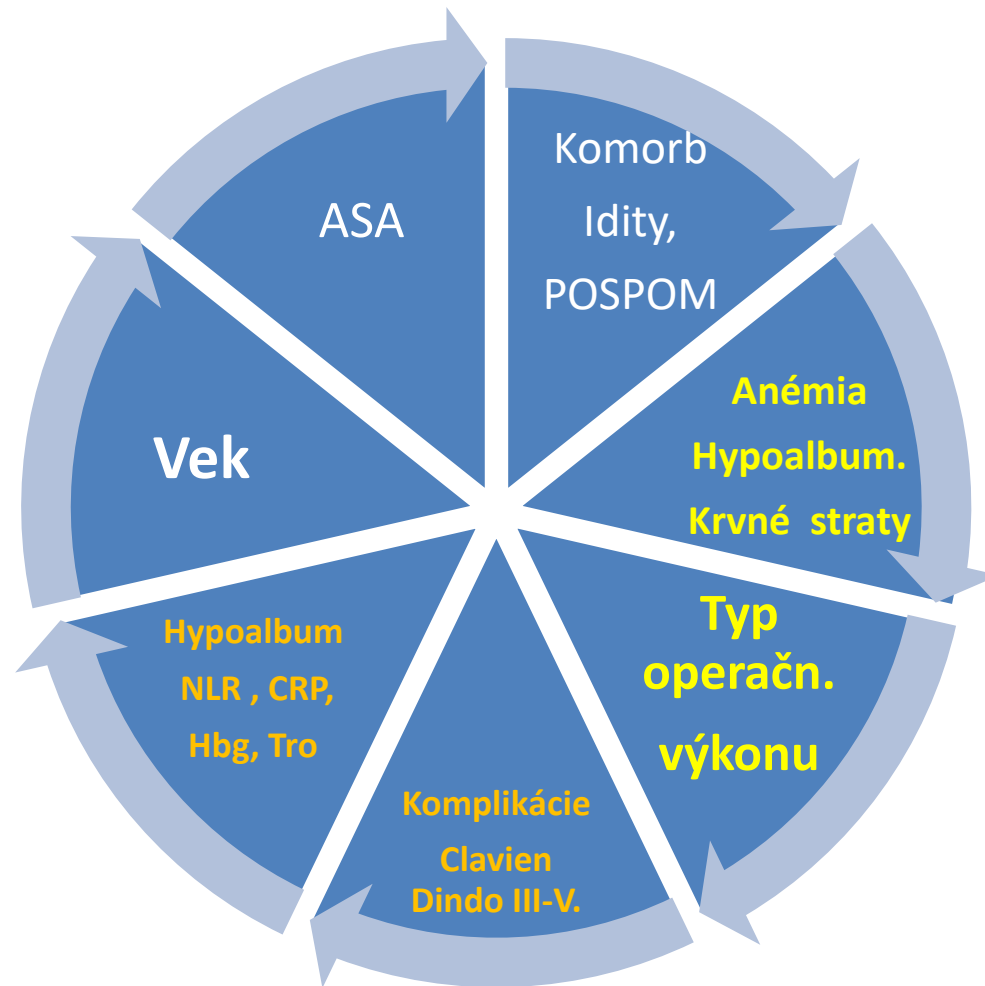 Komorb
Idity,
POSPOM
Anémia
Hypoalbum.
Krvné straty
Typ
operačn.
výkonu
Komplikácie
Clavien
Dindo III-V.
Hypoalbum
NLR , CRP,
Hbg, Tro
Vek
ASA